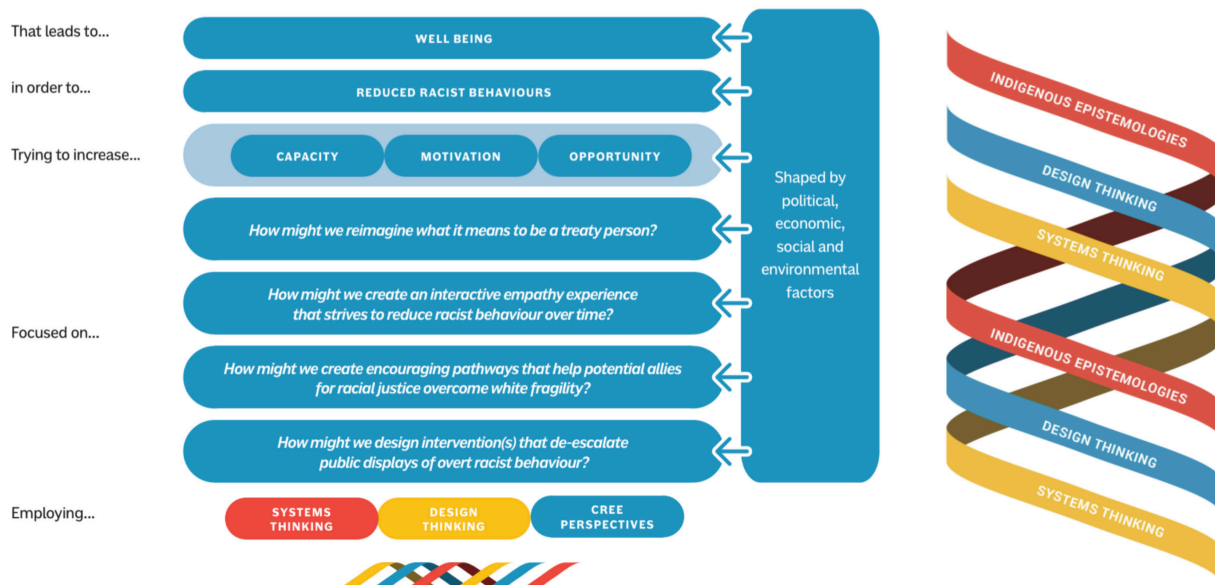 That leads to...
WELL BEING
in order to...
REDUCED RACIST BEHAVIOURS
Trying to increase...
CAPACITY
MOTIVATION
OPPORTUNITY
How might we reimagine what it means to be a treaty person?
How might we create an interactive empathy experience
that strives to reduce racist behaviour over time?
Focused on...
How might we create encouraging pathways that help potential allies
for racial justice overcome white fragility?
How might we design intervention(s) that de-escalate
public displays of overt racist behaviour?
Employing...
SYSTEMS
THINKING
DESIGN
THINKING
CREE
PERSPECTIVES
Shaped by
political,
economic,
social and
environmental
factors
INDIGENOUS EPISTEMOLOGIES
DESIGN THINKING
SYSTEMS THINKING
INDIGENOUS EPISTEMOLOGIES
DESIGN THINKING
SYSTEMS THINKING